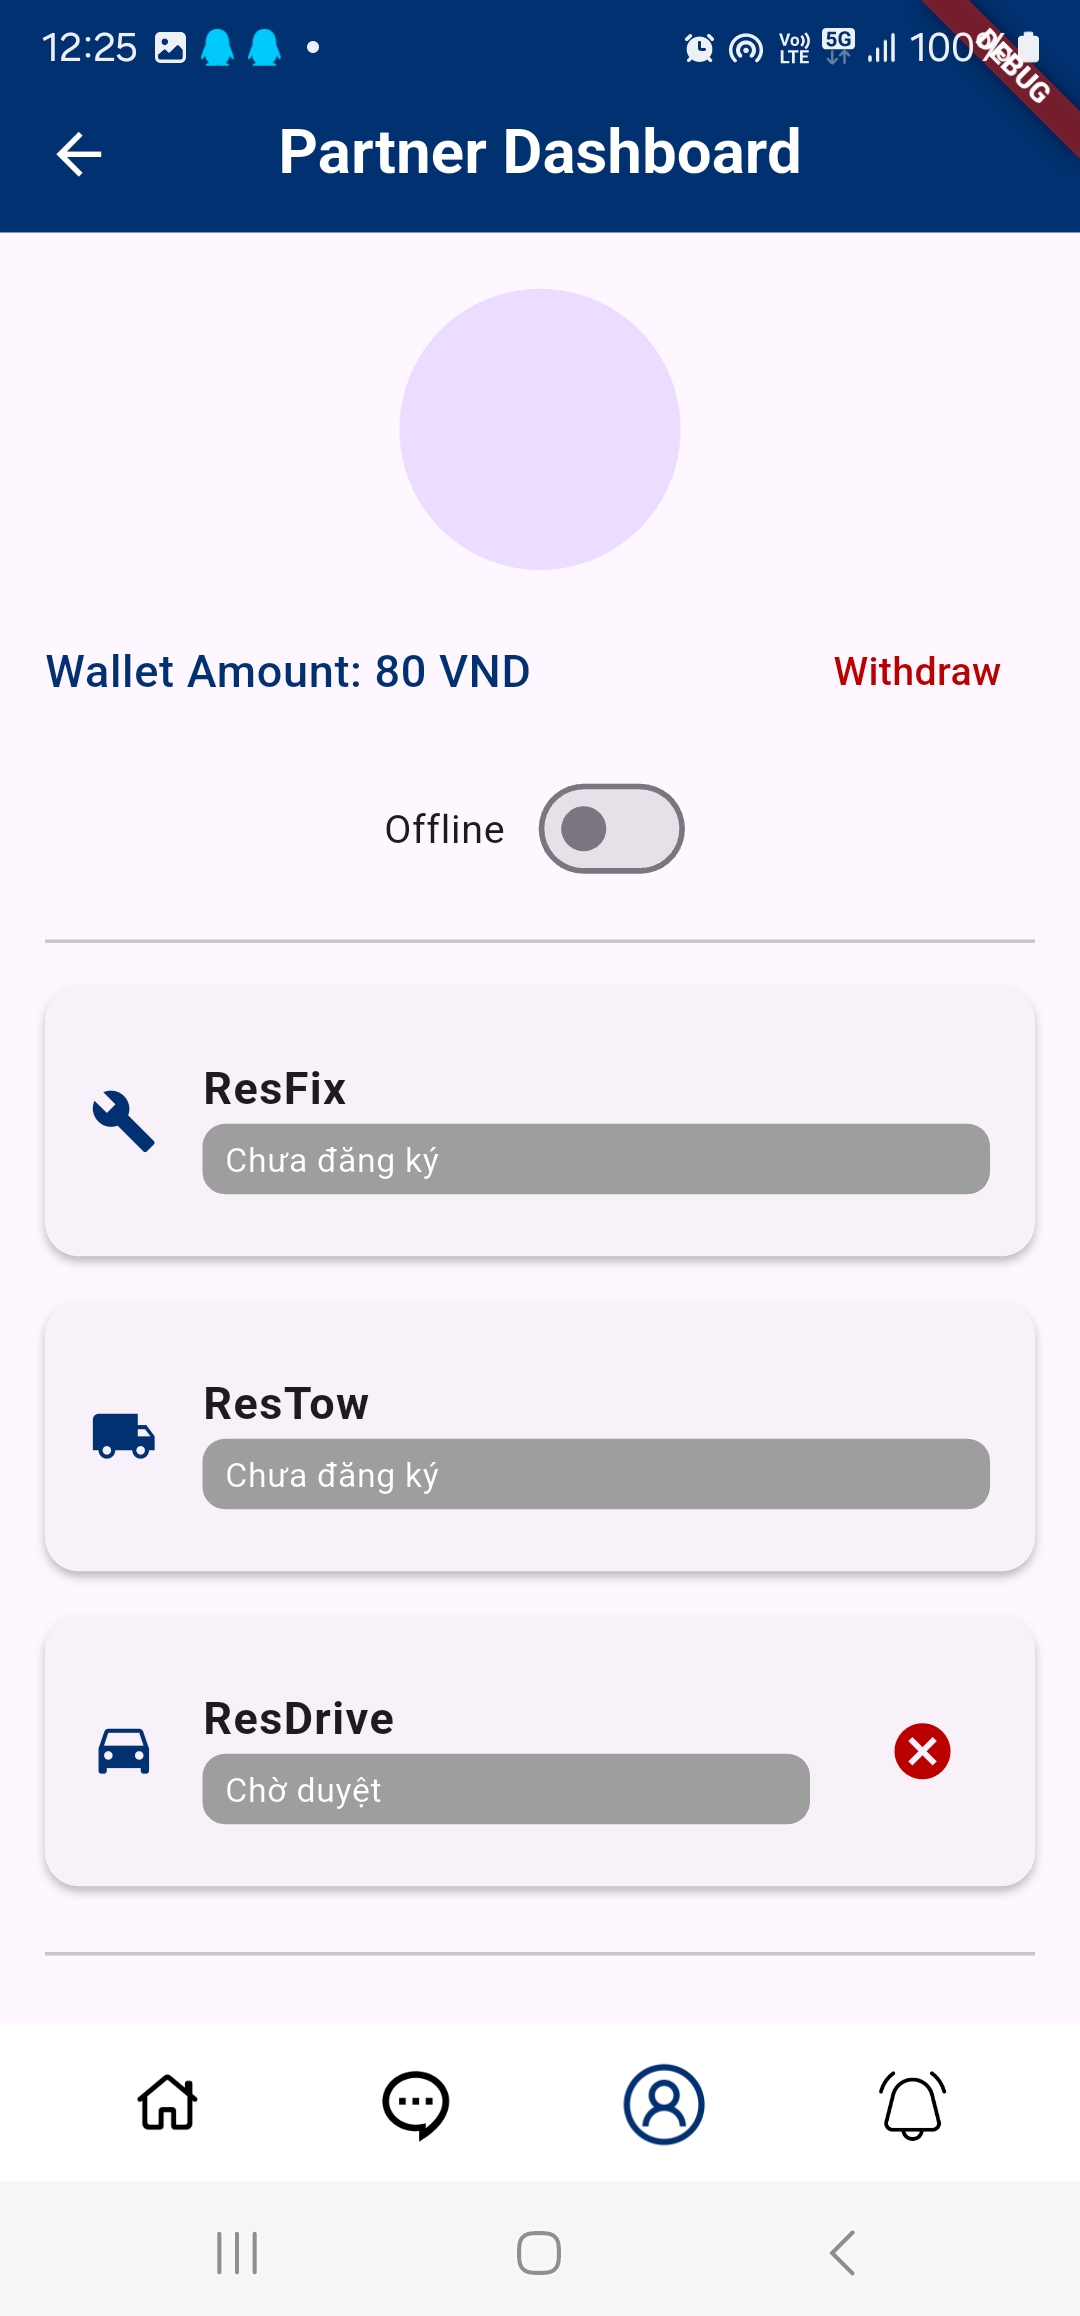 12:25
Vo)) LTE 5G 100%
DEBUG
Partner Dashboard
Wallet Amount: 80 VND Withdraw
Offline
ResFix
Chưa đăng ký
ResTow
Chưa đăng ký
ResDrive
Chờ duyệt